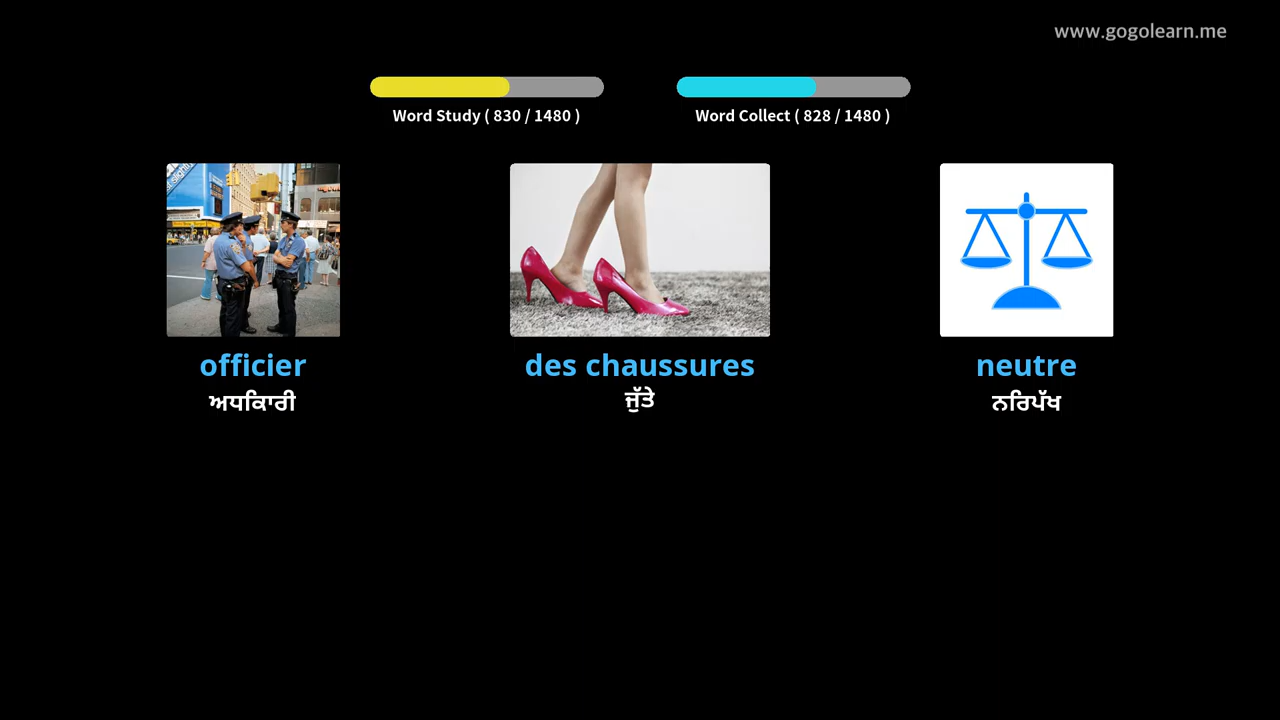 www.gogolearn.me
Word Study ( 830 / 1480 )
Word Collect ( 828 / 1480 )
officier
ਅਧਿਕਾਰੀ
des chaussures
ਜੁੱਤੇ
neutre
ਨਿਰਪੱਖ